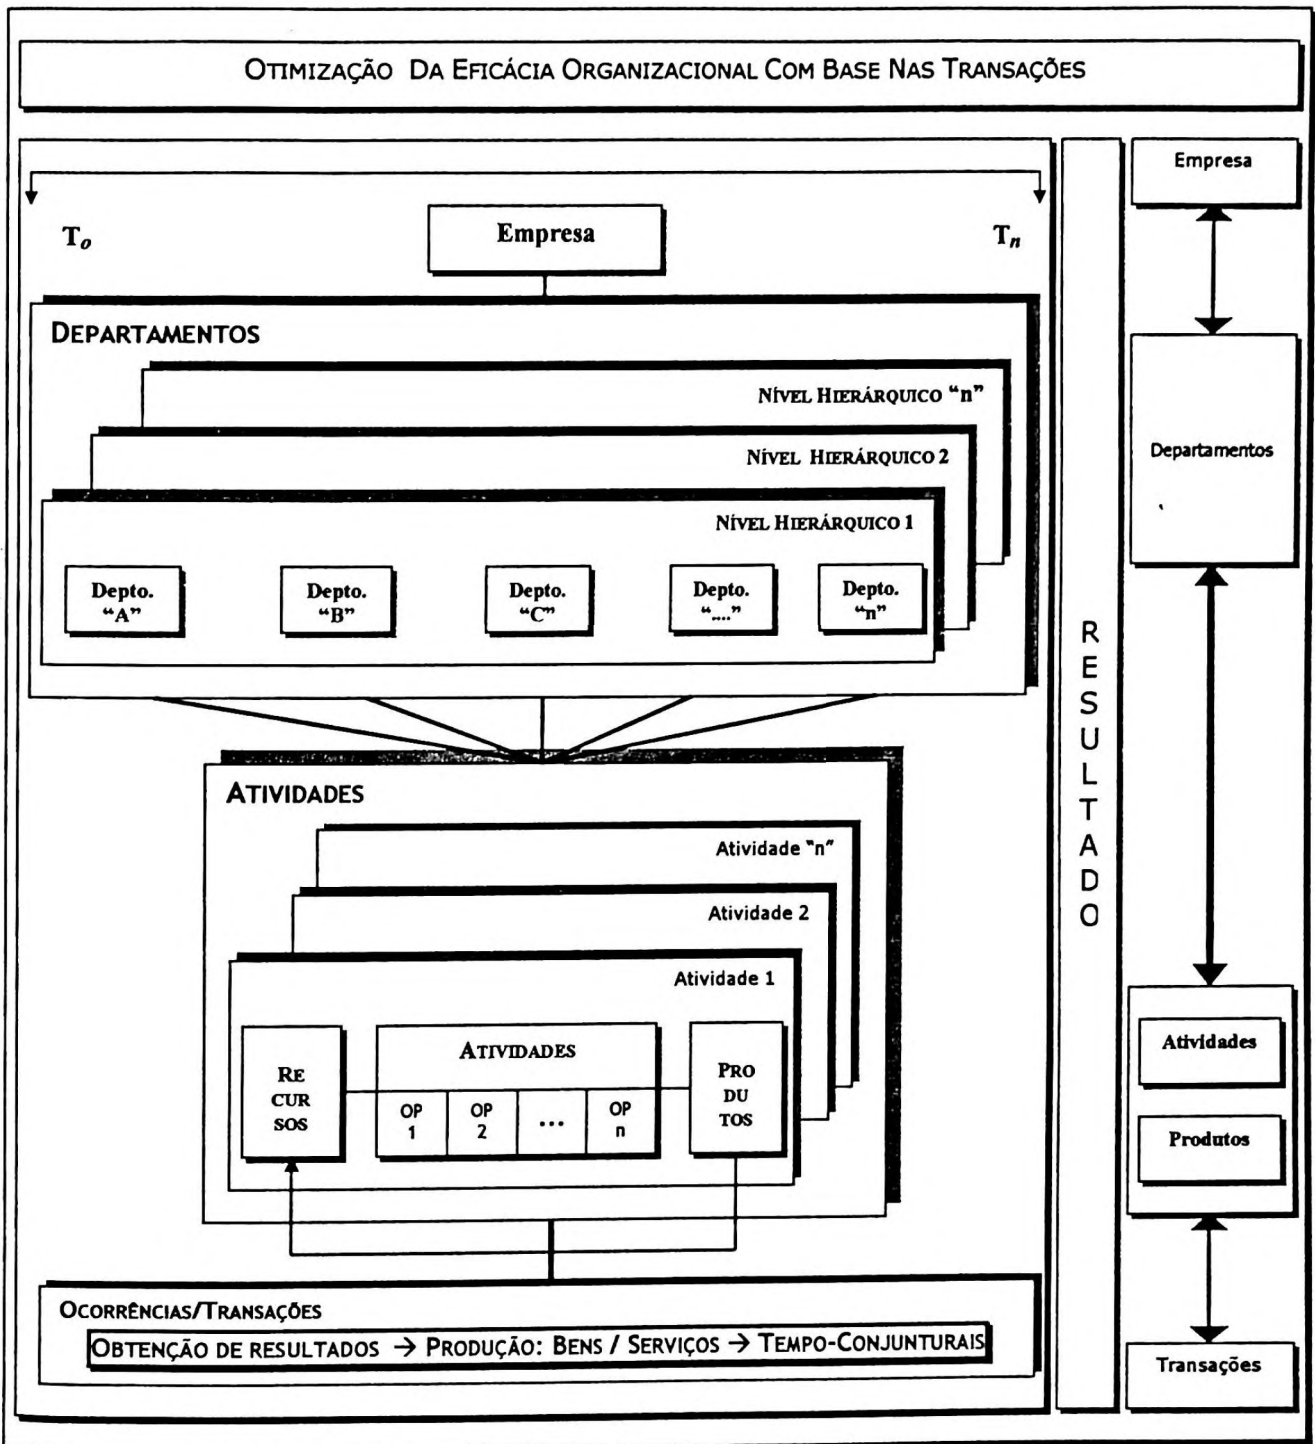 OTIMIZAÇÃO DA EFICÁCIA ORGANIZACIONAL COM BASE NAS TRANSAÇÕES
To
Empresa
Tn
DEPARTAMENTOS
NÍVEL HIERÁRQUICO "n"
NÍVEL HIERÁRQUICO 2
NÍVEL HIERÁRQUICO 1
Depto. "A"
Depto. "B"
Depto. "C"
Depto. "...."
Depto. "n"
ATIVIDADES
Atividade "n"
Atividade 2
Atividade 1
RE
CUR
SOS
ATIVIDADES
OP 1
OP 2
...
OP n
PRO
DU
TOS
OCORRÊNCIAS/TRANSAÇÕES
OBTENÇÃO DE RESULTADOS → PRODUÇÃO: BENS / SERVIÇOS → TEMPO-CONJUNTURAIS
RESULTADO
Empresa
Departamentos
Atividades
Produtos
Transações